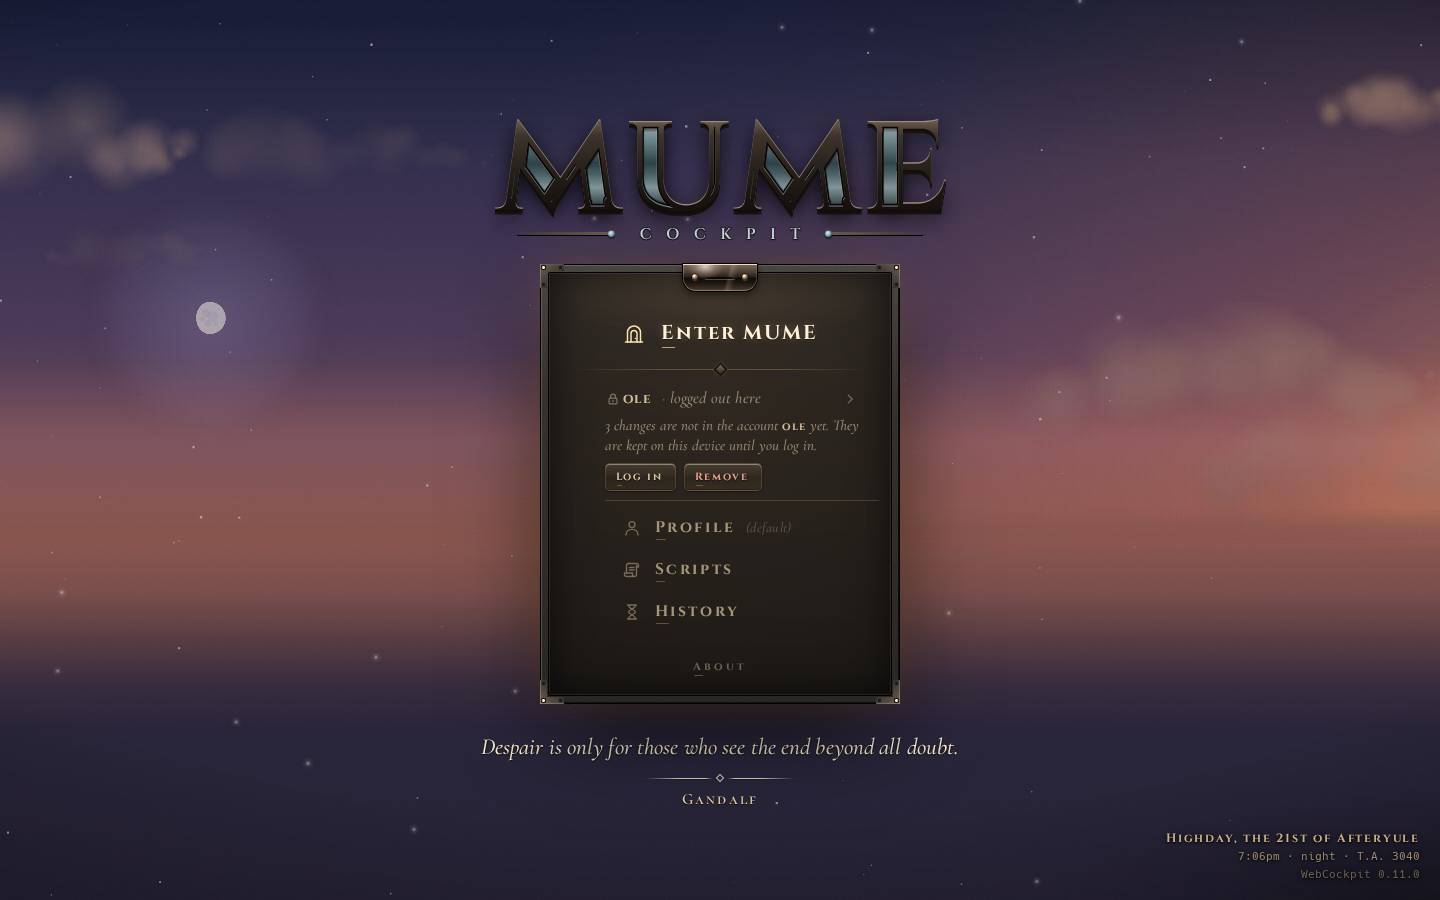 MUME
COCKPIT
Enter MUME
OLE · logged out here
3 changes are not in the account OLE yet. They
are kept on this device until you log in.
Log in Remove
Profile (default)
Scripts
History
About
Despair is only for those who see the end beyond all doubt.
Gandalf
Highday, the 21st of Afteryule
7:06pm · night · T.A. 3040
WebCockpit 0.11.0